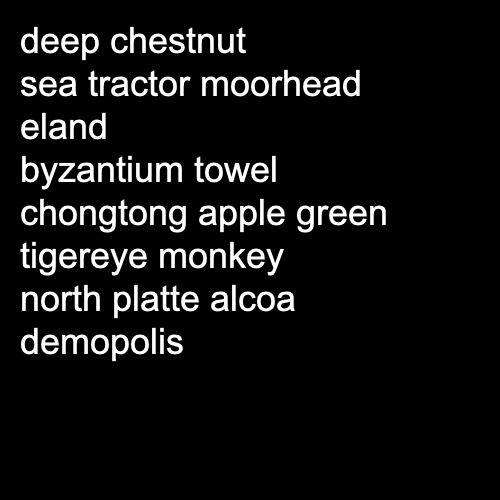 deep chestnut
sea tractor moorhead
eland
byzantium towel
chongtong apple green
tigereye monkey
north platte alcoa
demopolis